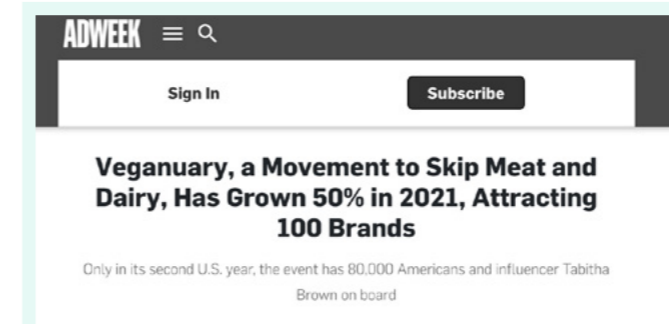 ADWEEK
Sign In Subscribe
Veganuary, a Movement to Skip Meat and
Dairy, Has Grown 50% in 2021, Attracting
100 Brands
Only in its second U.S. year, the event has 80,000 Americans and influencer Tabitha
Brown on board